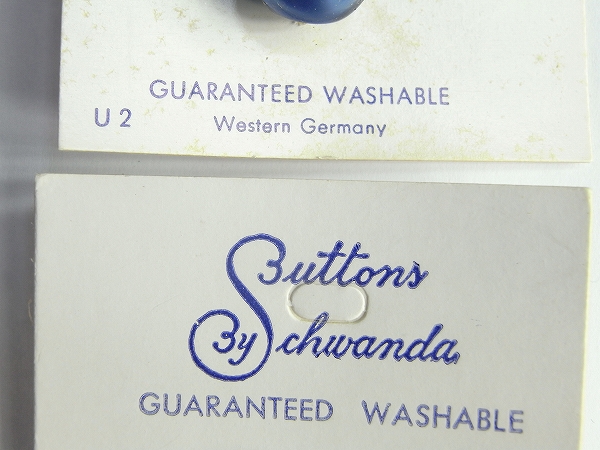 GUARANTEED WASHABLE
U 2
Western Germany
Buttons
By Schwanda
GUARANTEED WASHABLE